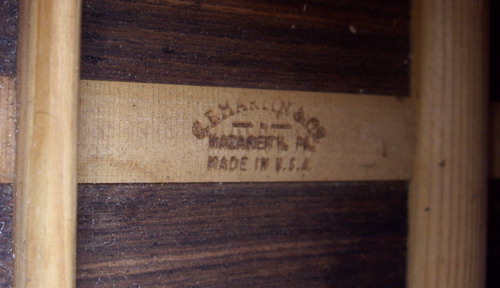 C.F. MARTIN & Co.
NAZARETH, PA.
MADE IN U.S.A.